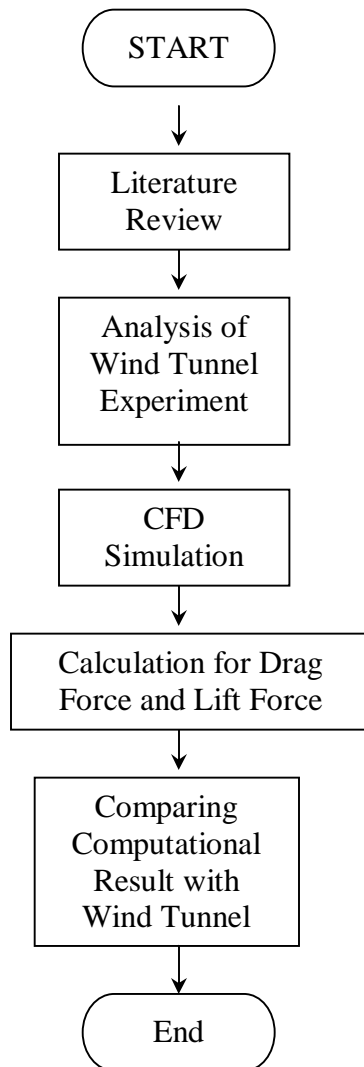 START
Literature
Review
Analysis of
Wind Tunnel
Experiment
CFD
Simulation
Calculation for Drag
Force and Lift Force
Comparing
Computational
Result with
Wind Tunnel
End